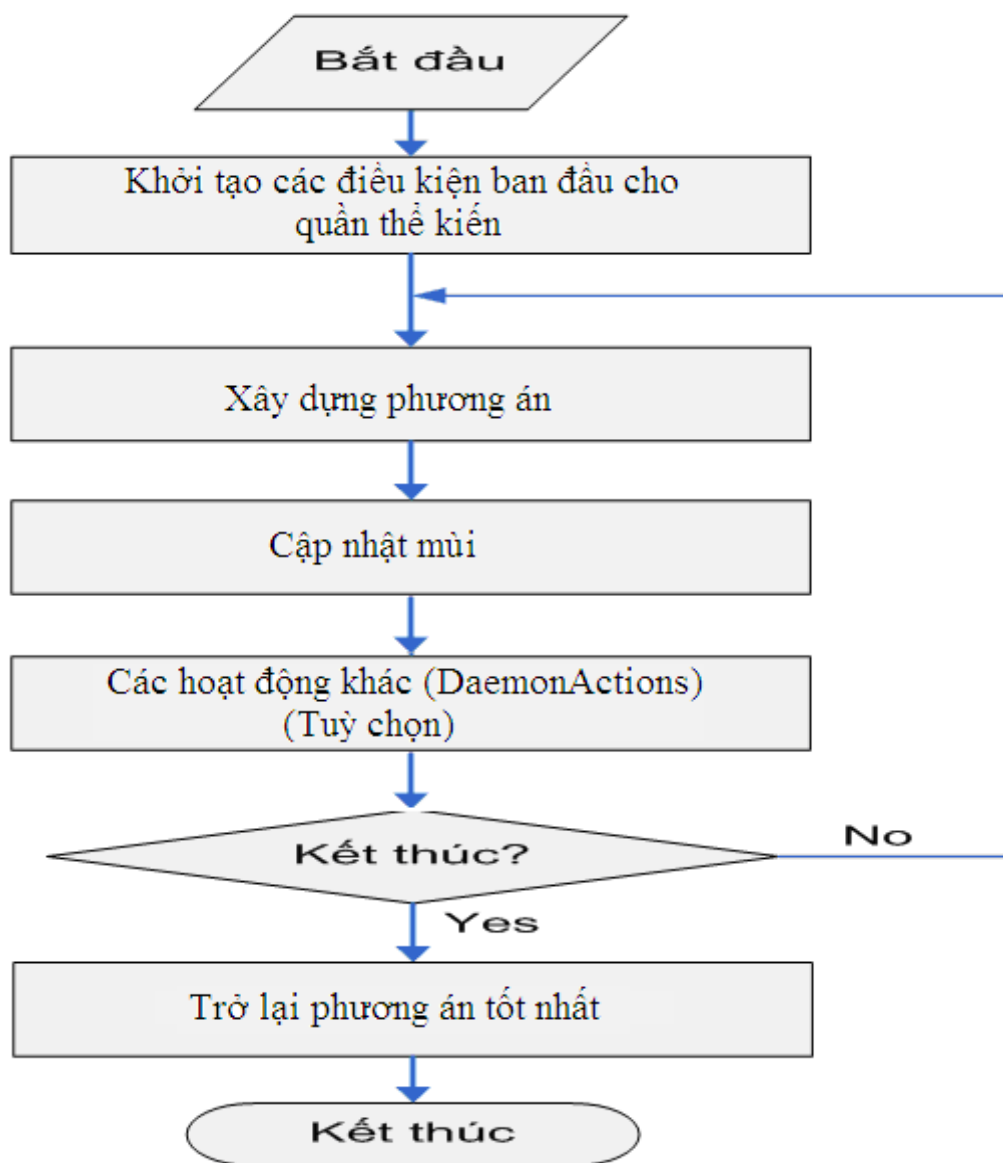 Bắt đầu
Khởi tạo các điều kiện ban đầu cho
quần thể kiến
Xây dựng phương án
Cập nhật mùi
Các hoạt động khác (DaemonActions)
(Tuỳ chọn)
Kết thúc?
No
Yes
Trở lại phương án tốt nhất
Kết thúc